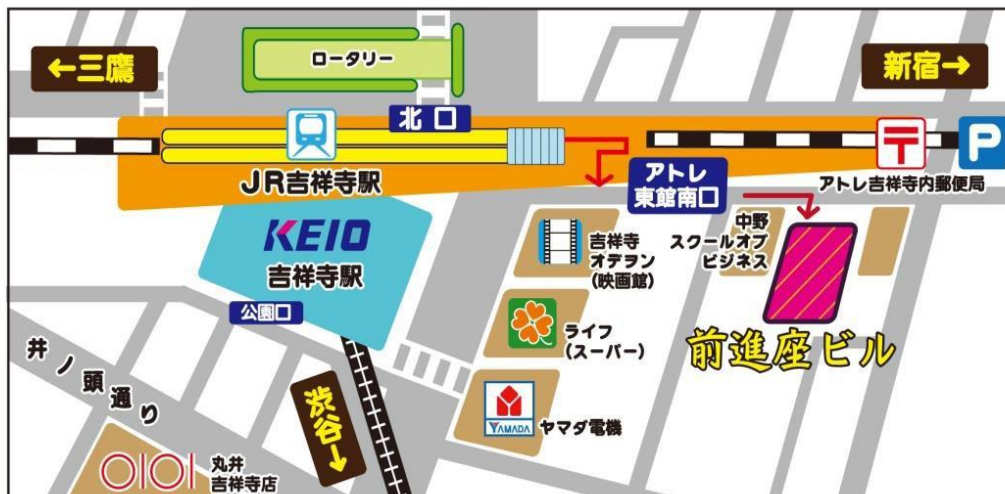 ←三鷹
ロータリー
新宿→
北口
JR吉祥寺駅
アトレ
東館南口
アトレ吉祥寺内郵便局
P
KEIO
吉祥寺駅
公園口
吉祥寺
オデヲン
(映画館)
中野
スクールオブ
ビジネス
ライフ
(スーパー)
前進座ビル
井ノ頭通り
渋谷→
YAMADA
ヤマダ電機
OIOI
丸井
吉祥寺店